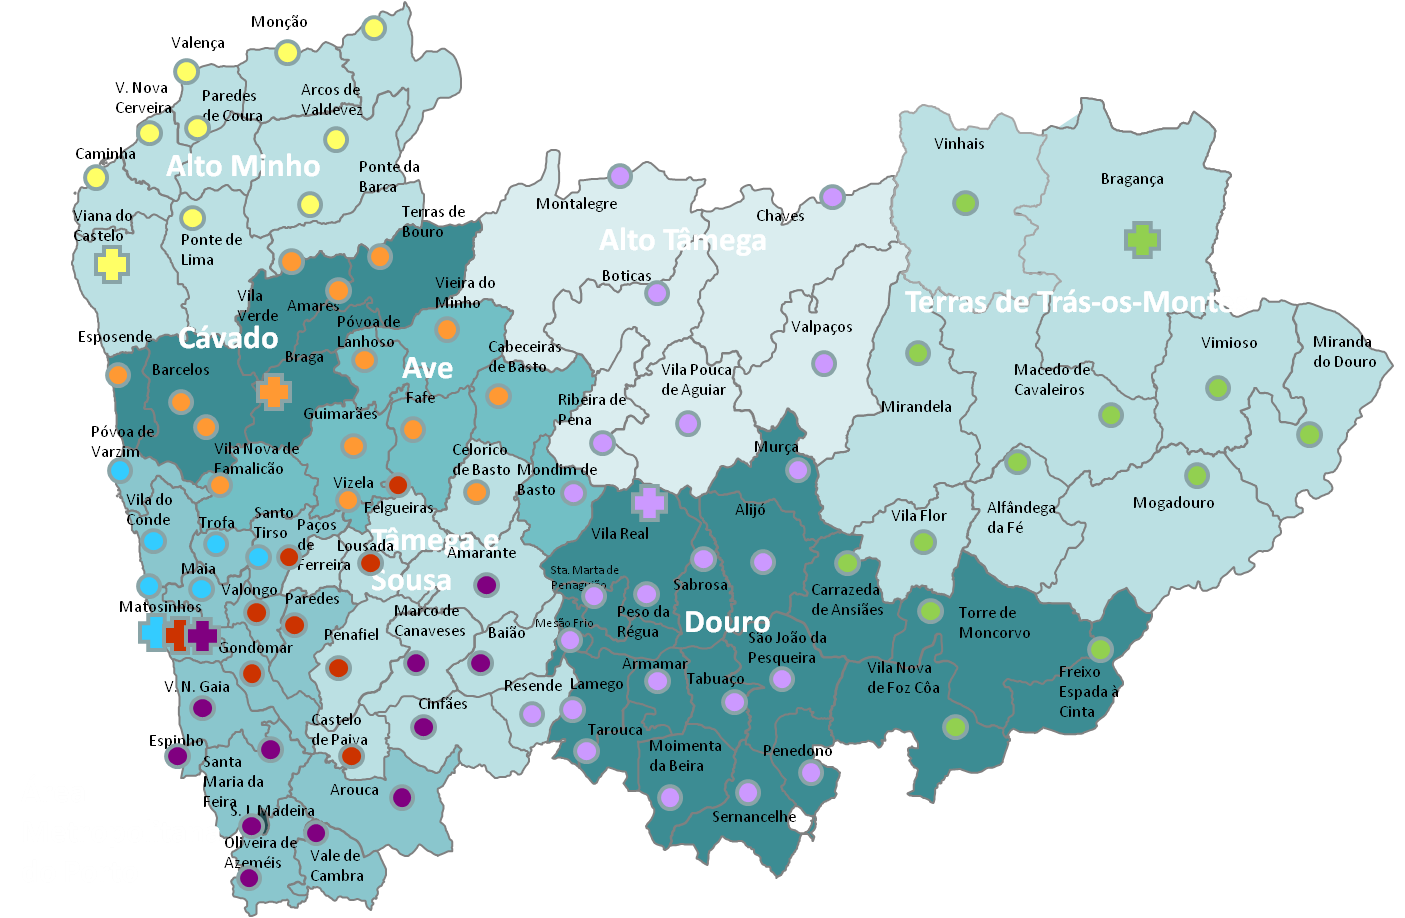 Monção
Valença
V. Nova
Cerveira
Paredes
de Coura
Arcos de
Valdevez
Caminha
Alto Minho
Ponte da
Barca
Viana do
Castelo
Ponte de
Lima
Terras de
Bouro
Vila
Verde
Amares
Vieira do
Minho
Esposende
Cávado
Póvoa de
Lanhoso
Braga
Barcelos
Ave
Cabeceiras
de Basto
Fafe
Guimarães
Póvoa de
Varzim
Vila Nova de
Famalicão
Celorico
de Basto
Mondim de
Basto
Vizela
Felgueiras
Vila do
Conde
Trofa
Santo
Tirso
Paços
de
Ferreira
Lousada
Tâmega e
Sousa
Amarante
Maia
Valongo
Paredes
Matosinhos
Penafiel
Marco de
Canaveses
Baião
Gondomar
V. N. Gaia
Resende
Cinfães
Castelo
de Paiva
Espinho
Santa
Maria da
Feira
Arouca
S. J. Madeira
Oliveira de
Azeméis
Vale de
Cambra
Montalegre
Chaves
Alto Tâmega
Boticas
Valpaços
Vila Pouca
de Aguiar
Ribeira de
Pena
Vinhais
Bragança
Terras de Trás-os-Monte
Vimioso
Miranda
do Douro
Macedo de
Cavaleiros
Mirandela
Mogadouro
Alfândega
da Fé
Vila Flor
Murça
Alijó
Vila Real
Sta. Marta de
Penaguião
Sabrosa
Peso da
Régua
Mesão Frio
Douro
Carrazeda
de Ansiães
Torre de
Moncorvo
São João da
Pesqueira
Armamar
Tabuaço
Vila Nova
de Foz Côa
Freixo
Espada à
Cinta
Lamego
Tarouca
Moimenta
da Beira
Penedono
Sernancelhe